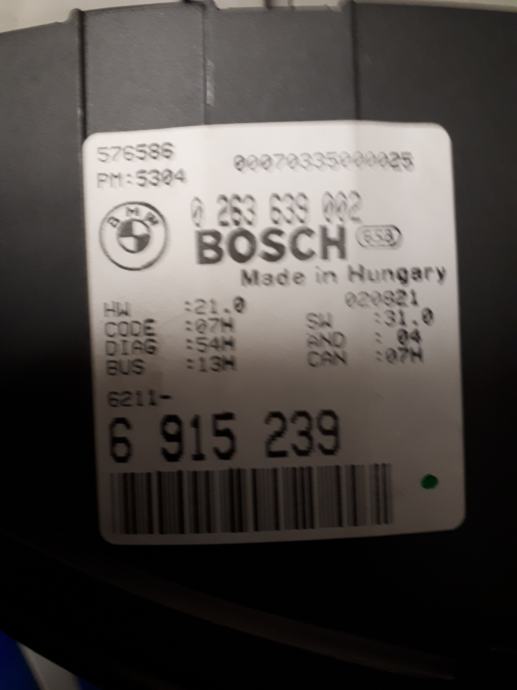 576586
00070335000025
PM:5304
0 263 639 002
BMW
BOSCH 658
Made in Hungary
020821
HW :21.0
SW :31.0
CODE :07H
AND : 04
DIAG :54H
CAN :07H
BUS :13H
6211-
6 915 239